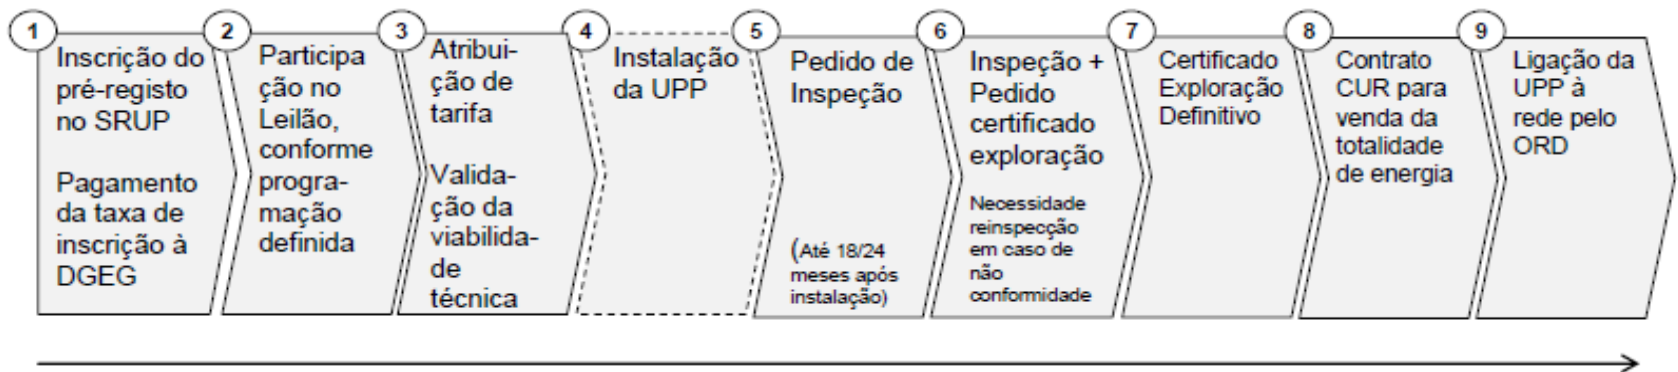 1
Inscrição do
pré-registo
no SRUP
Pagamento
da taxa de
inscrição à
DGEG
2
Participa
ção no
Leilão,
conforme
progra-
mação
definida
3
Atribui-
ção de
tarifa
Valida-
ção da
viabilida-
de
técnica
4
Instalação
da UPP
5
Pedido de
Inspeção
(Até 18/24
meses após
instalação)
6
Inspeção +
Pedido
certificado
exploração
Necessidade
reinspecção
em caso de
não
conformidade
7
Certificado
Exploração
Definitivo
8
Contrato
CUR para
venda da
totalidade
de energia
9
Ligação da
UPP à
rede pelo
ORD